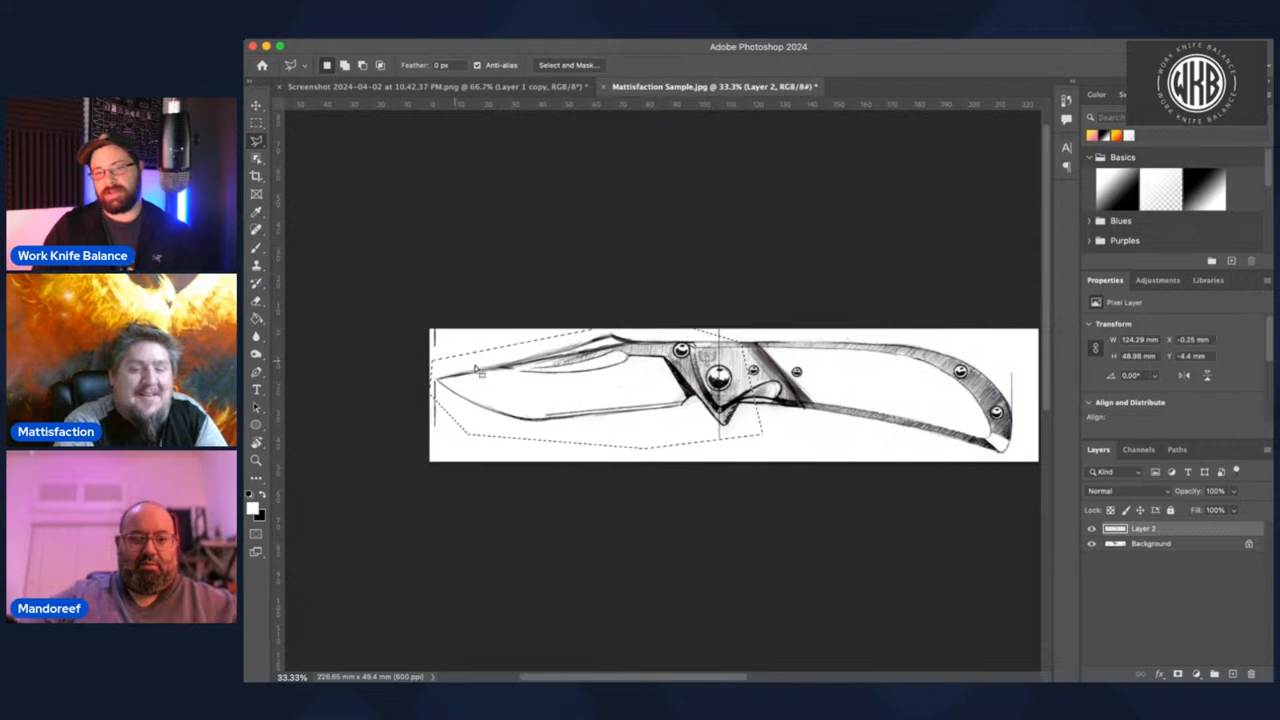 Adobe Photoshop 2024
Feather: 0 px
Anti-alias
Select and Mask...
Screenshot 2024-04-02 at 10.42.37 PM.png @ 66.7% (Layer 1 copy, RGB/8*) *
Mattisfaction Sample.jpg @ 33.3% (Layer 2, RGB/8#) *
WORK KNIFE BALANCE
WKB
WORK KNIFE BALANCE
Work Knife Balance
Mattisfaction
Mandoreef
Color
Search
Basics
Blues
Purples
Properties
Adjustments
Libraries
Pixel Layer
Transform
W 124.29 mm
X -0.25 mm
H 48.98 mm
Y -4.4 mm
0.00°
Align and Distribute
Align:
Layers
Channels
Paths
Kind
Normal
Opacity: 100%
Lock:
Fill: 100%
Layer 2
Background
33.33%
226.65 mm x 49.4 mm (600 ppi)